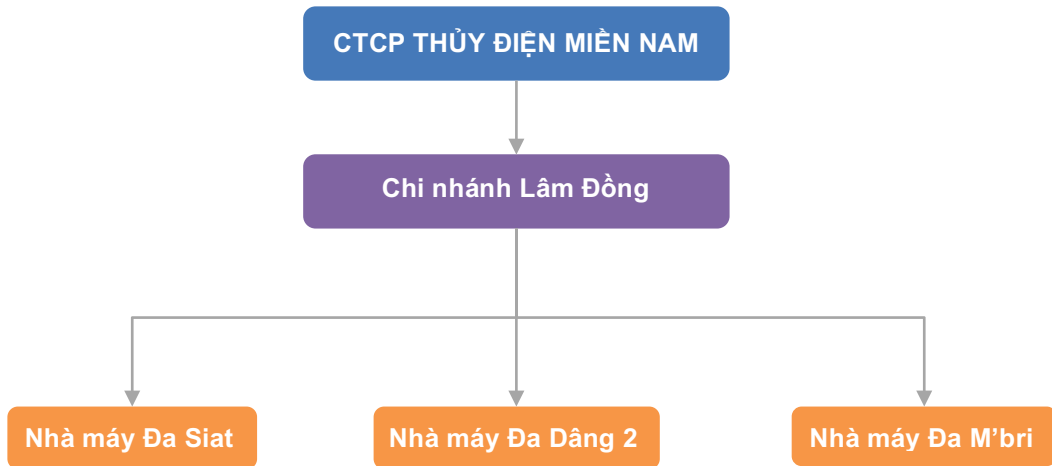 CTCP THỦY ĐIỆN MIỀN NAM
Chi nhánh Lâm Đồng
Nhà máy Đa Siat
Nhà máy Đa Dâng 2
Nhà máy Đa M’bri